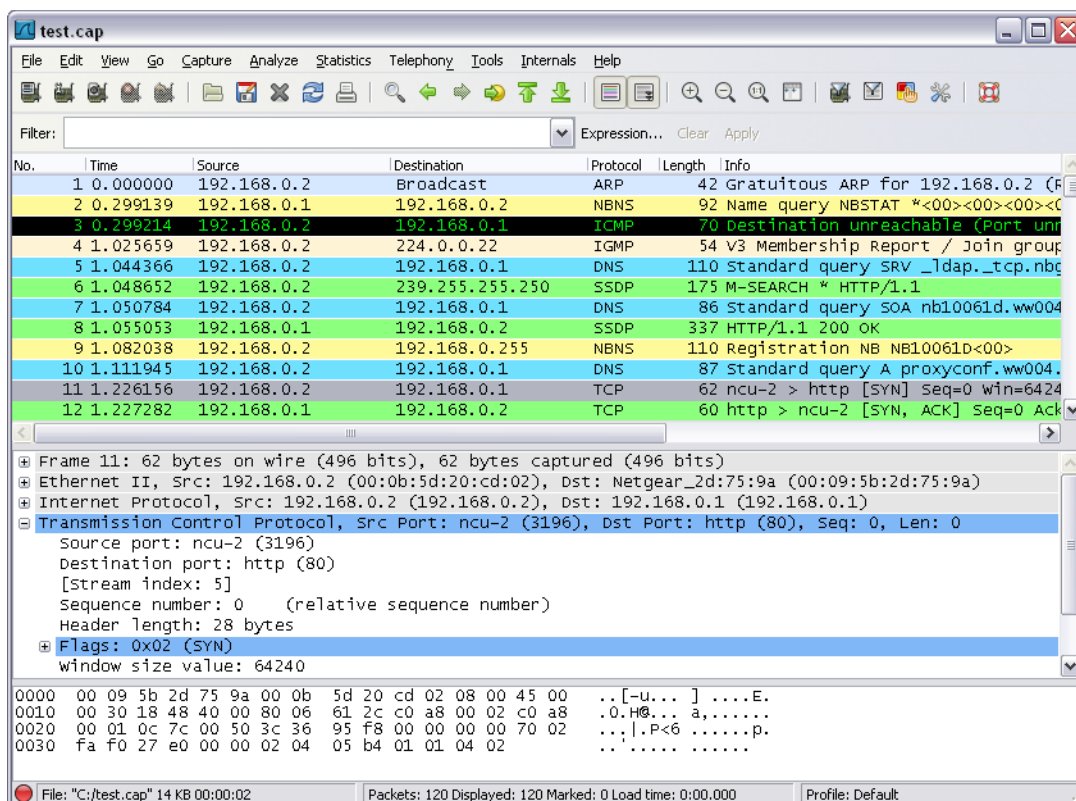 test.cap
File Edit View Go Capture Analyze Statistics Telephony Tools Internals Help
Filter: Expression... Clear Apply
No. Time Source Destination Protocol Length Info
1 0.000000 192.168.0.2 Broadcast ARP 42 Gratuitous ARP for 192.168.0.2 (R
2 0.299139 192.168.0.1 192.168.0.2 NBNS 92 Name query NBSTAT *<00><00><00><0
3 0.299214 192.168.0.2 192.168.0.1 ICMP 70 Destination unreachable (Port unr
4 1.025659 192.168.0.2 224.0.0.22 IGMP 54 V3 Membership Report / Join group
5 1.044366 192.168.0.2 192.168.0.1 DNS 110 Standard query SRV _ldap._tcp.nbg
6 1.048652 192.168.0.2 239.255.255.250 SSDP 175 M-SEARCH * HTTP/1.1
7 1.050784 192.168.0.2 192.168.0.1 DNS 86 Standard query SOA nb10061d.ww004
8 1.055053 192.168.0.1 192.168.0.2 SSDP 337 HTTP/1.1 200 OK
9 1.082038 192.168.0.2 192.168.0.255 NBNS 110 Registration NB NB10061D<00>
10 1.111945 192.168.0.2 192.168.0.1 DNS 87 Standard query A proxyconf.ww004.
11 1.226156 192.168.0.2 192.168.0.1 TCP 62 ncu-2 > http [SYN] Seq=0 Win=6424
12 1.227282 192.168.0.1 192.168.0.2 TCP 60 http > ncu-2 [SYN, ACK] Seq=0 Ack
Frame 11: 62 bytes on wire (496 bits), 62 bytes captured (496 bits)
Ethernet II, Src: 192.168.0.2 (00:0b:5d:20:cd:02), Dst: Netgear_2d:75:9a (00:09:5b:2d:75:9a)
Internet Protocol, Src: 192.168.0.2 (192.168.0.2), Dst: 192.168.0.1 (192.168.0.1)
Transmission Control Protocol, Src Port: ncu-2 (3196), Dst Port: http (80), Seq: 0, Len: 0
Source port: ncu-2 (3196)
Destination port: http (80)
[Stream index: 5]
Sequence number: 0 (relative sequence number)
Header length: 28 bytes
Flags: 0x02 (SYN)
Window size value: 64240
0000 00 09 5b 2d 75 9a 00 0b 5d 20 cd 02 08 00 45 00 ..[-u... ] ....E.
0010 00 30 18 48 40 00 80 06 61 2c c0 a8 00 02 c0 a8 .0.H@... a,......
0020 00 01 0c 7c 00 50 3c 36 95 f8 00 00 00 00 70 02 ...|.P<6 ......p.
0030 fa f0 27 e0 00 00 02 04 05 b4 01 01 04 02 ..'..... ......
File: "C:/test.cap" 14 KB 00:00:02 Packets: 120 Displayed: 120 Marked: 0 Load time: 0:00.000 Profile: Default